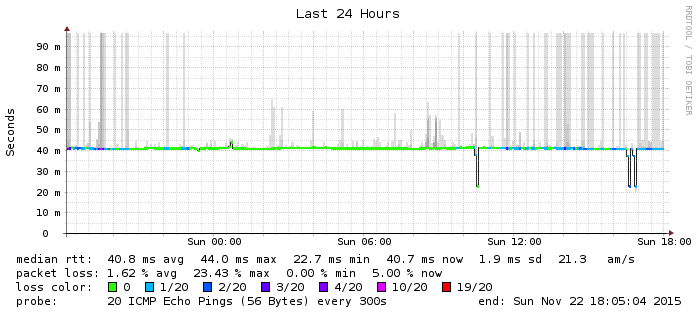 Last 24 Hours
RRDTOOL / TOBI OETIKER
Seconds
90 m
80 m
70 m
60 m
50 m
40 m
30 m
20 m
10 m
0
Sun 00:00 Sun 06:00 Sun 12:00 Sun 18:00
median rtt: 40.8 ms avg 44.0 ms max 22.7 ms min 40.7 ms now 1.9 ms sd 21.3 am/s
packet loss: 1.62 % avg 23.43 % max 0.00 % min 5.00 % now
loss color: 0 1/20 2/20 3/20 4/20 10/20 19/20
probe: 20 ICMP Echo Pings (56 Bytes) every 300s end: Sun Nov 22 18:05:04 2015